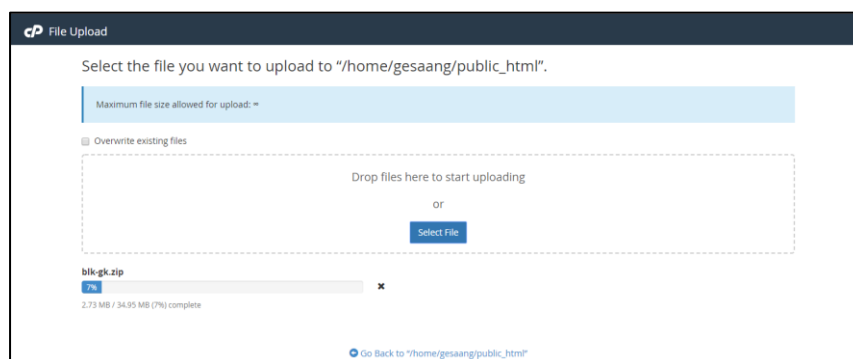 cP File Upload
Select the file you want to upload to “/home/gesaang/public_html”.
Maximum file size allowed for upload: ∞
Overwrite existing files
Drop files here to start uploading
or
Select File
blk-gk.zip
7%
2.73 MB / 34.95 MB (7%) complete
Go Back to “/home/gesaang/public_html”